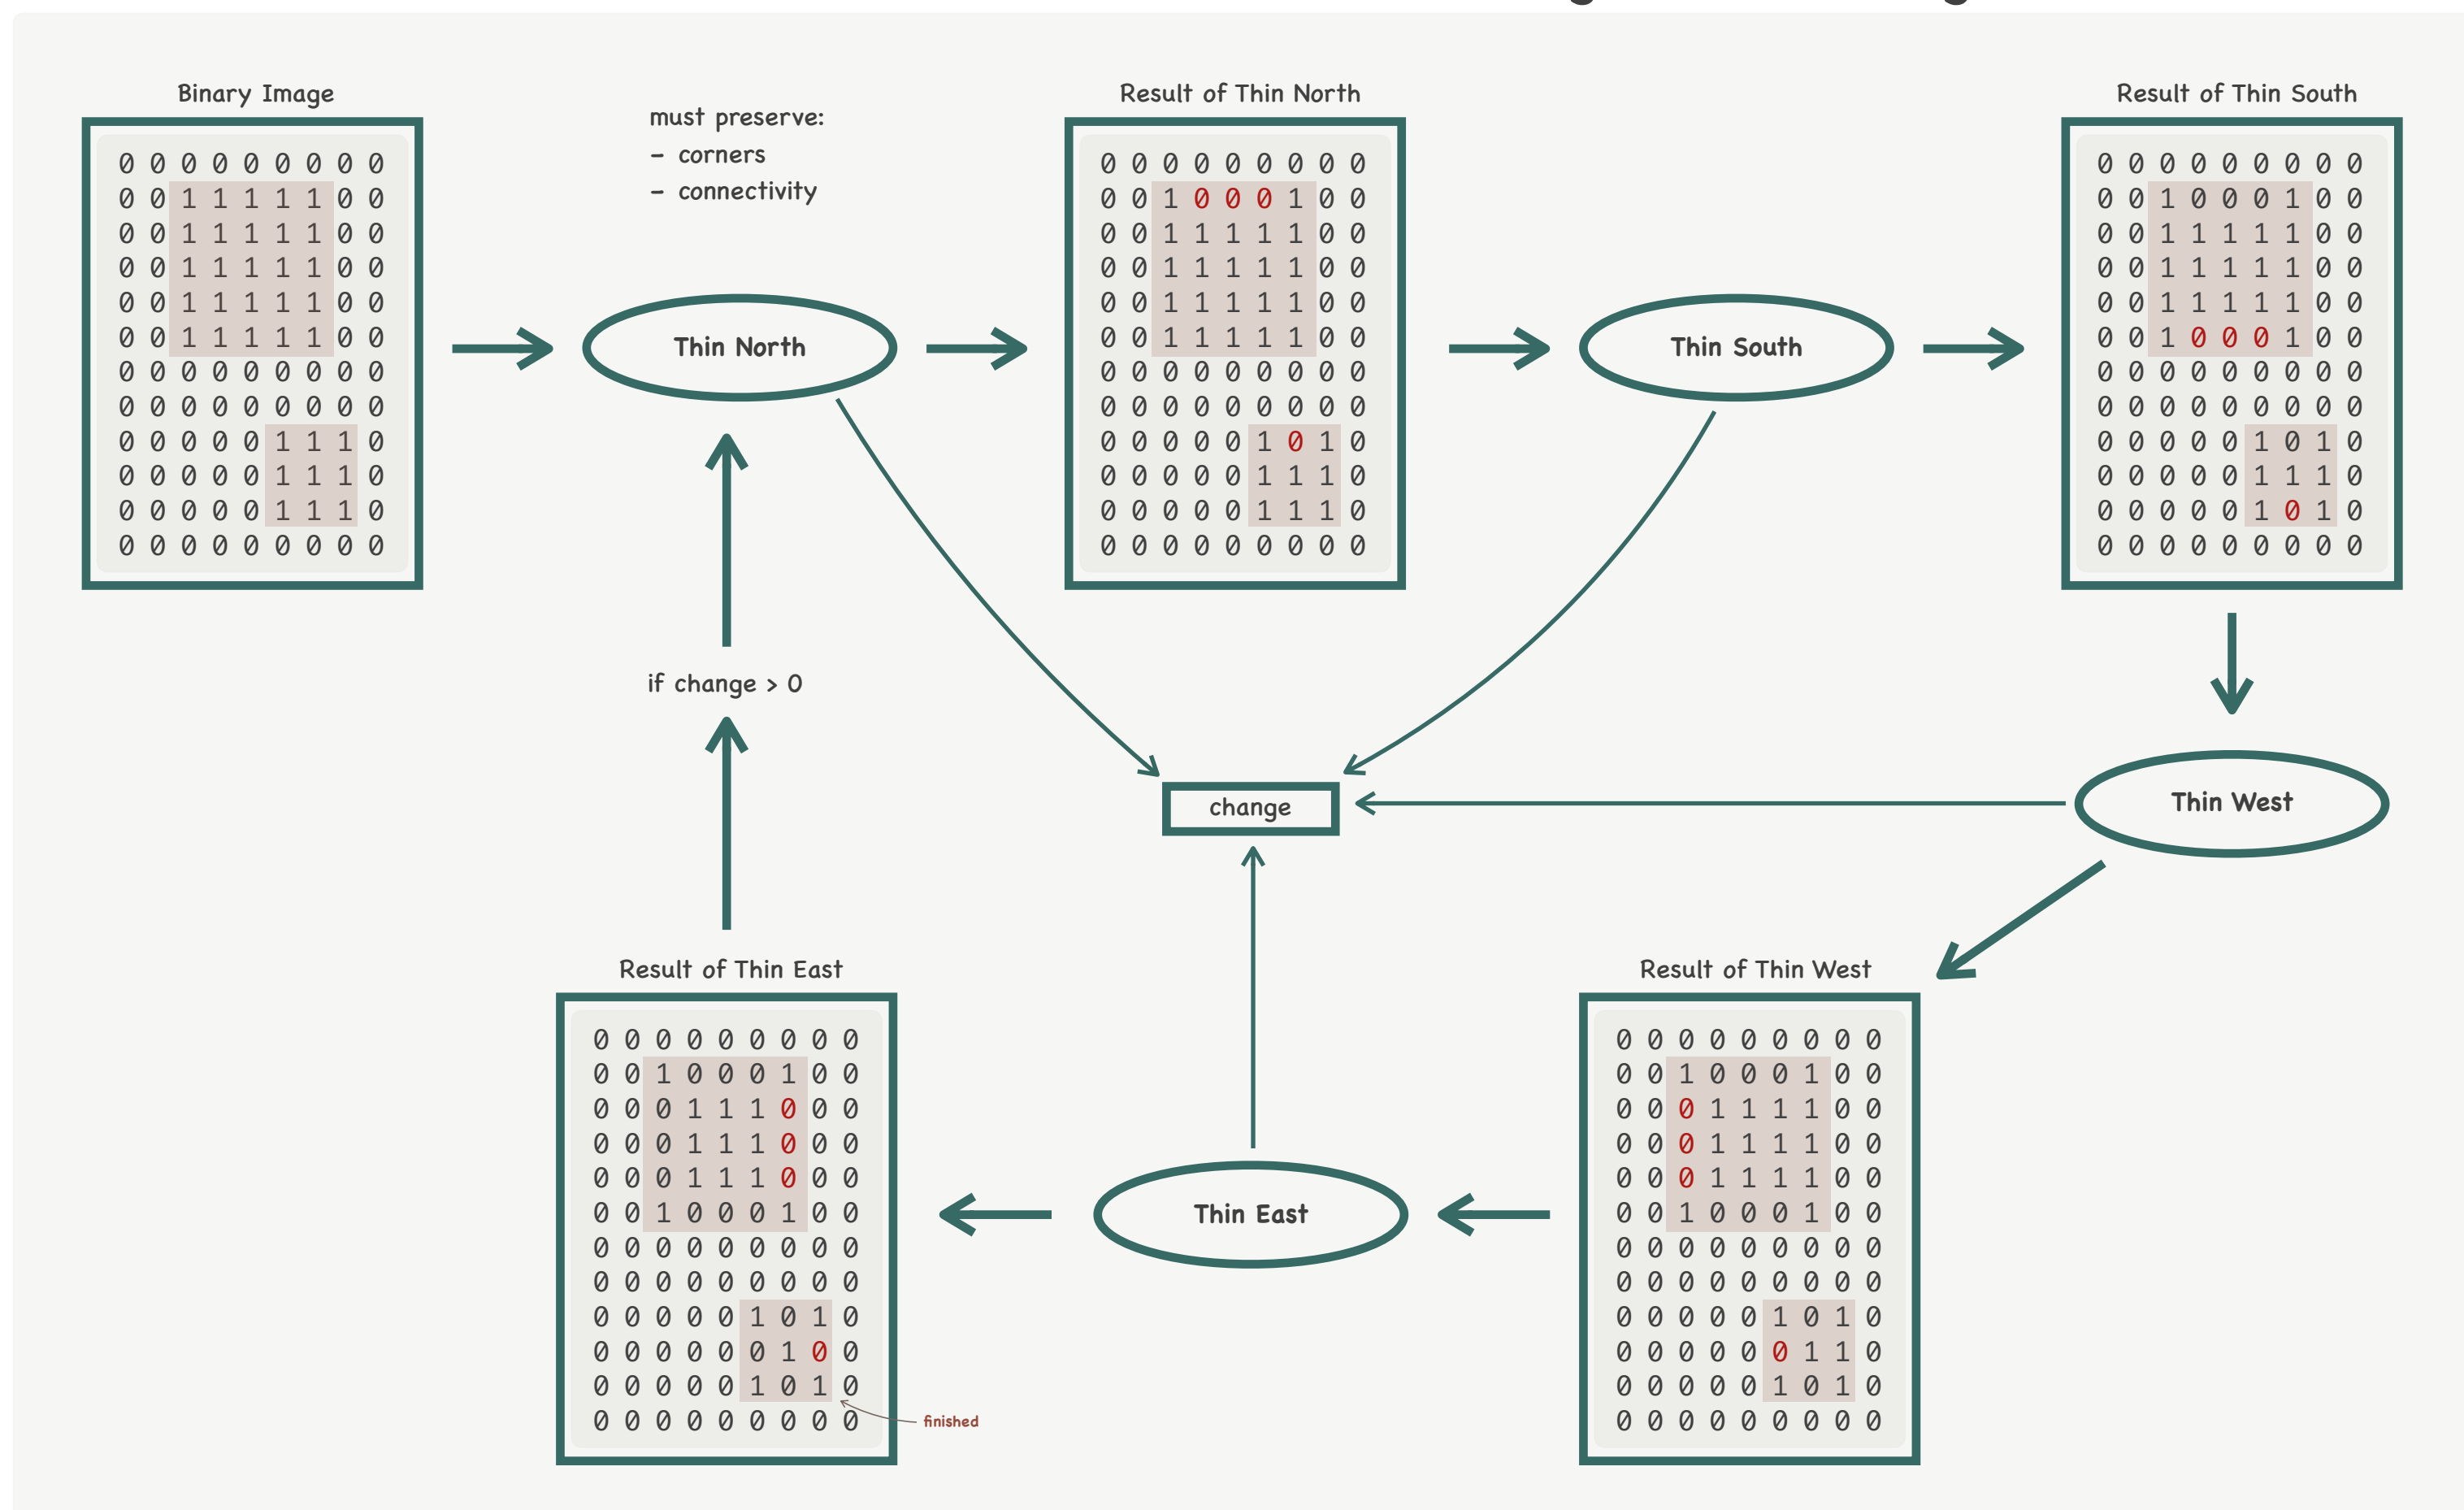 Binary Image
0 0 0 0 0 0 0 0 0
0 0 1 1 1 1 1 0 0
0 0 1 1 1 1 1 0 0
0 0 1 1 1 1 1 0 0
0 0 1 1 1 1 1 0 0
0 0 1 1 1 1 1 0 0
0 0 0 0 0 0 0 0 0
0 0 0 0 0 0 0 0 0
0 0 0 0 0 1 1 1 0
0 0 0 0 0 1 1 1 0
0 0 0 0 0 1 1 1 0
0 0 0 0 0 0 0 0 0
must preserve:
- corners
- connectivity
Thin North
Result of Thin North
0 0 0 0 0 0 0 0 0
0 0 1 0 0 0 1 0 0
0 0 1 1 1 1 1 0 0
0 0 1 1 1 1 1 0 0
0 0 1 1 1 1 1 0 0
0 0 1 1 1 1 1 0 0
0 0 0 0 0 0 0 0 0
0 0 0 0 0 0 0 0 0
0 0 0 0 0 1 0 1 0
0 0 0 0 0 1 1 1 0
0 0 0 0 0 1 1 1 0
0 0 0 0 0 0 0 0 0
Thin South
Result of Thin South
0 0 0 0 0 0 0 0 0
0 0 1 0 0 0 1 0 0
0 0 1 1 1 1 1 0 0
0 0 1 1 1 1 1 0 0
0 0 1 1 1 1 1 0 0
0 0 1 0 0 0 1 0 0
0 0 0 0 0 0 0 0 0
0 0 0 0 0 0 0 0 0
0 0 0 0 0 1 0 1 0
0 0 0 0 0 1 1 1 0
0 0 0 0 0 1 0 1 0
0 0 0 0 0 0 0 0 0
if change > 0
change
Thin West
Result of Thin West
0 0 0 0 0 0 0 0 0
0 0 1 0 0 0 1 0 0
0 0 0 1 1 1 1 0 0
0 0 0 1 1 1 1 0 0
0 0 0 1 1 1 1 0 0
0 0 1 0 0 0 1 0 0
0 0 0 0 0 0 0 0 0
0 0 0 0 0 0 0 0 0
0 0 0 0 0 1 0 1 0
0 0 0 0 0 0 1 1 0
0 0 0 0 0 1 0 1 0
0 0 0 0 0 0 0 0 0
Thin East
Result of Thin East
0 0 0 0 0 0 0 0 0
0 0 1 0 0 0 1 0 0
0 0 0 1 1 1 0 0 0
0 0 0 1 1 1 0 0 0
0 0 0 1 1 1 0 0 0
0 0 1 0 0 0 1 0 0
0 0 0 0 0 0 0 0 0
0 0 0 0 0 0 0 0 0
0 0 0 0 0 1 0 1 0
0 0 0 0 0 0 1 0 0
0 0 0 0 0 1 0 1 0
0 0 0 0 0 0 0 0 0
finished